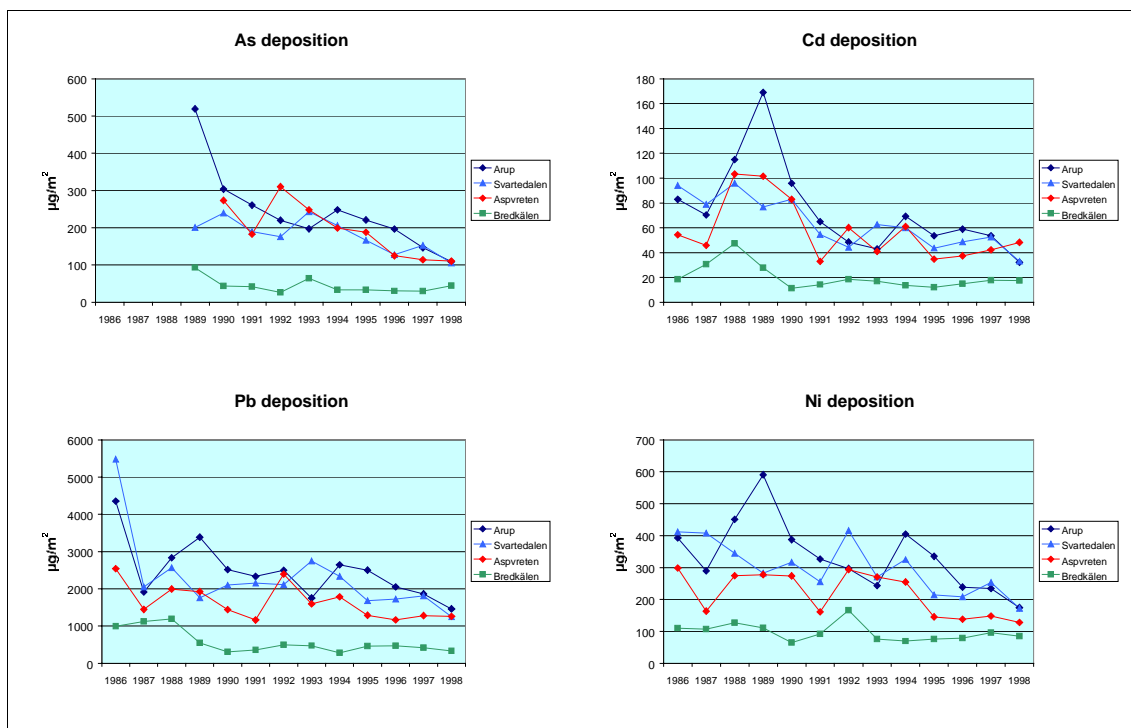 As deposition
600
500
400
300
200
100
0
µg/m²
1986 1987 1988 1989 1990 1991 1992 1993 1994 1995 1996 1997 1998
Arup
Svartedalen
Aspvreten
Bredkälen
Cd deposition
180
160
140
120
100
80
60
40
20
0
µg/m²
1986 1987 1988 1989 1990 1991 1992 1993 1994 1995 1996 1997 1998
Arup
Svartedalen
Aspvreten
Bredkälen
Pb deposition
6000
5000
4000
3000
2000
1000
0
µg/m²
1986 1987 1988 1989 1990 1991 1992 1993 1994 1995 1996 1997 1998
Arup
Svartedalen
Aspvreten
Bredkälen
Ni deposition
700
600
500
400
300
200
100
0
µg/m²
1986 1987 1988 1989 1990 1991 1992 1993 1994 1995 1996 1997 1998
Arup
Svartedalen
Aspvreten
Bredkälen